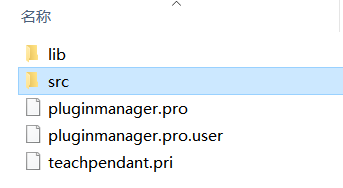 名称
lib
src
pluginmanager.pro
pluginmanager.pro.user
teachpendant.pri